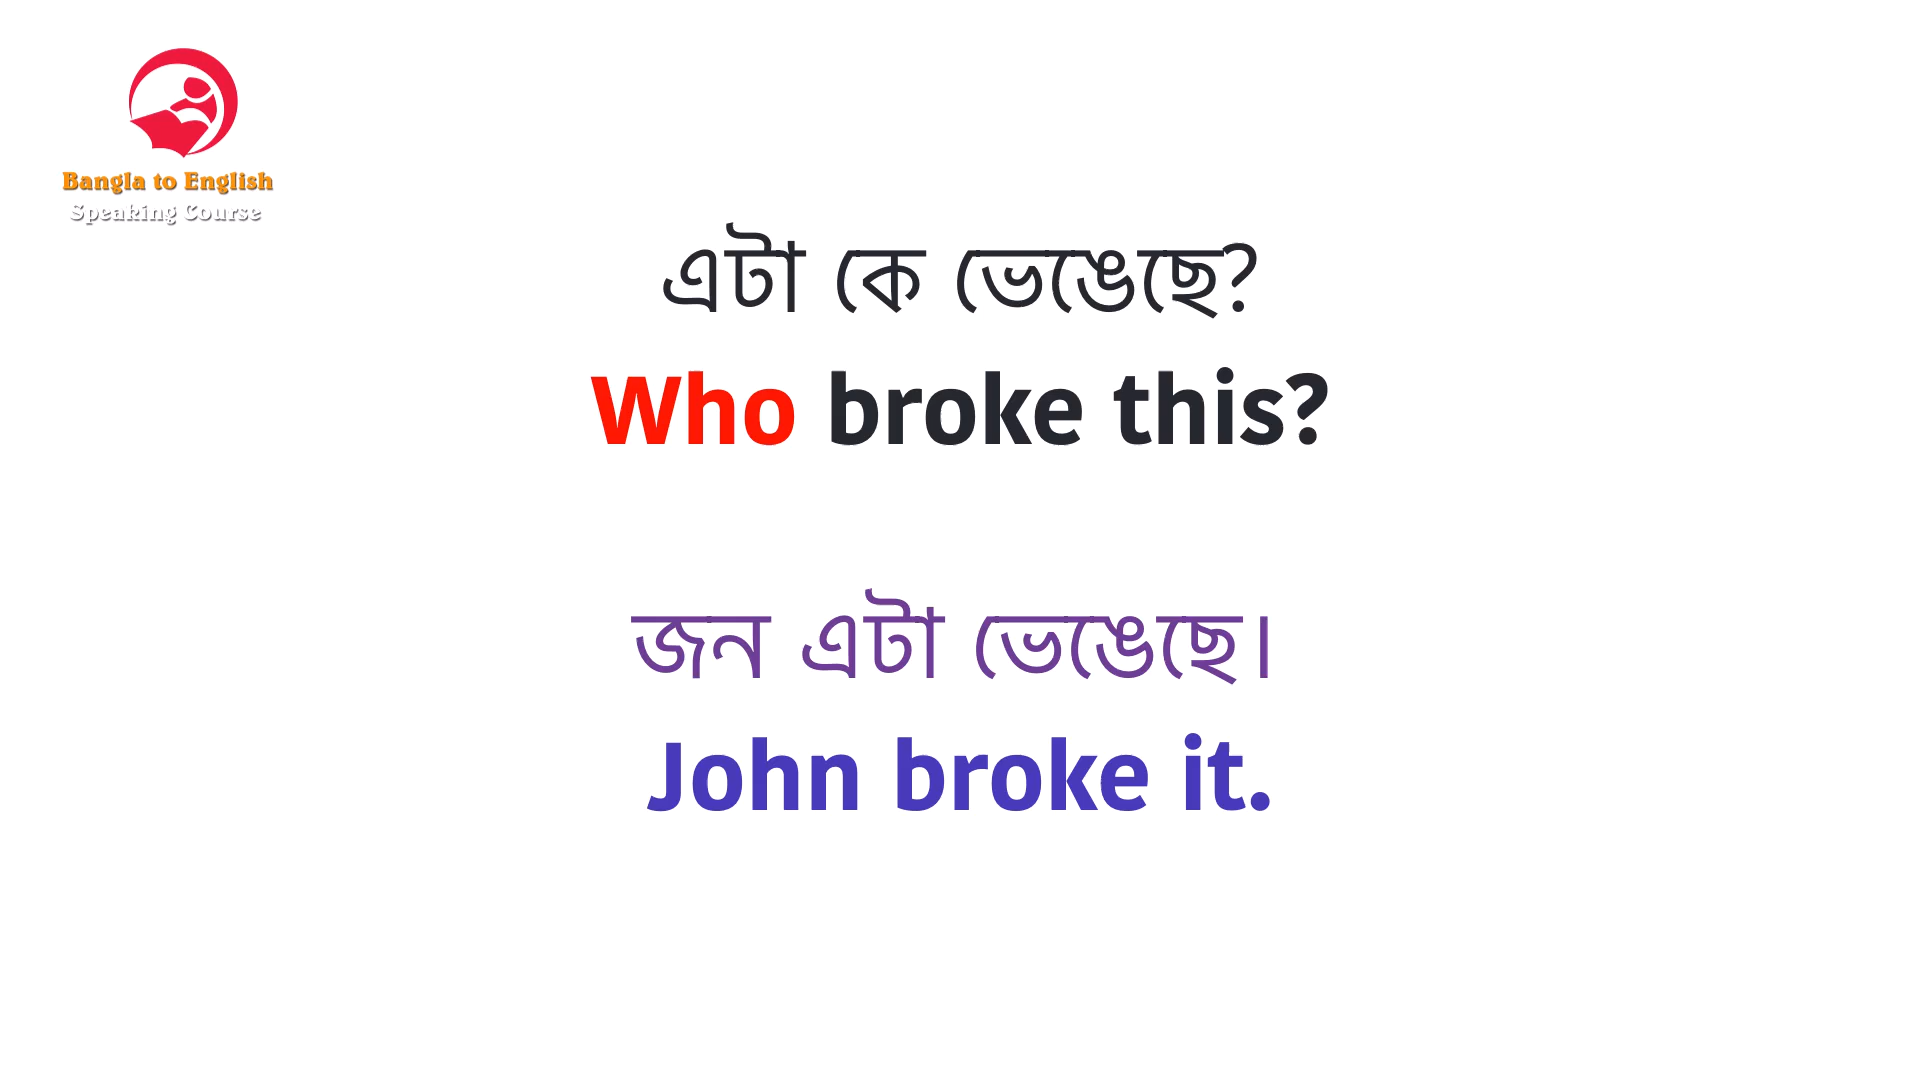 Bangla to English
Speaking Course
এটা কে ভেঙেছে?
Who broke this?
জন এটা ভেঙেছে।
John broke it.